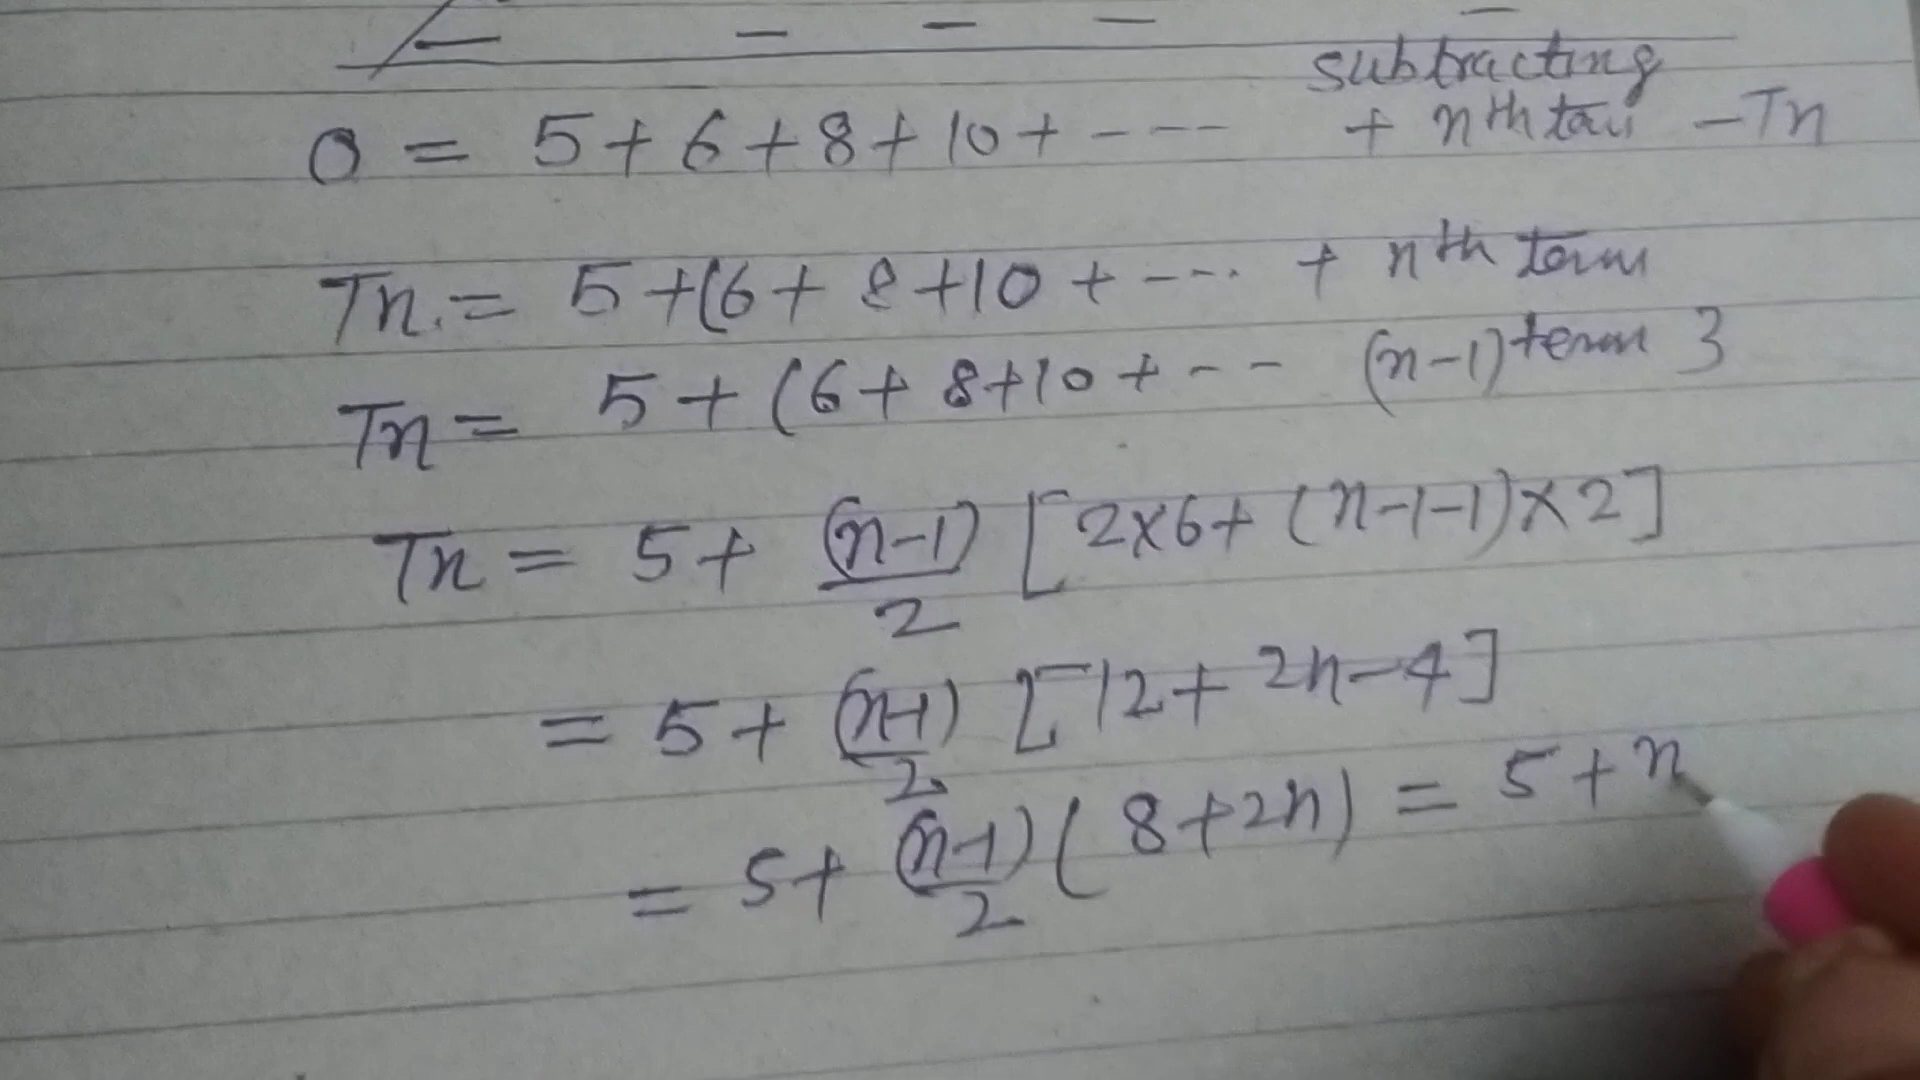 – – – – –
subtracting
0 = 5 + 6 + 8 + 10 + - - - - + nth – Tn
Tn. = 5 + (6 + 8 + 10 + - - - . + nth term
Tn = 5 + (6 + 8 + 10 + - - - (n-1) term }
Tn = 5 + (n-1)/2 [2×6 + (n-1-1)×2]
= 5 + (n-1)/2 [12 + 2n - 4]
= 5 + (n-1)/2 (8 + 2n) = 5 + n